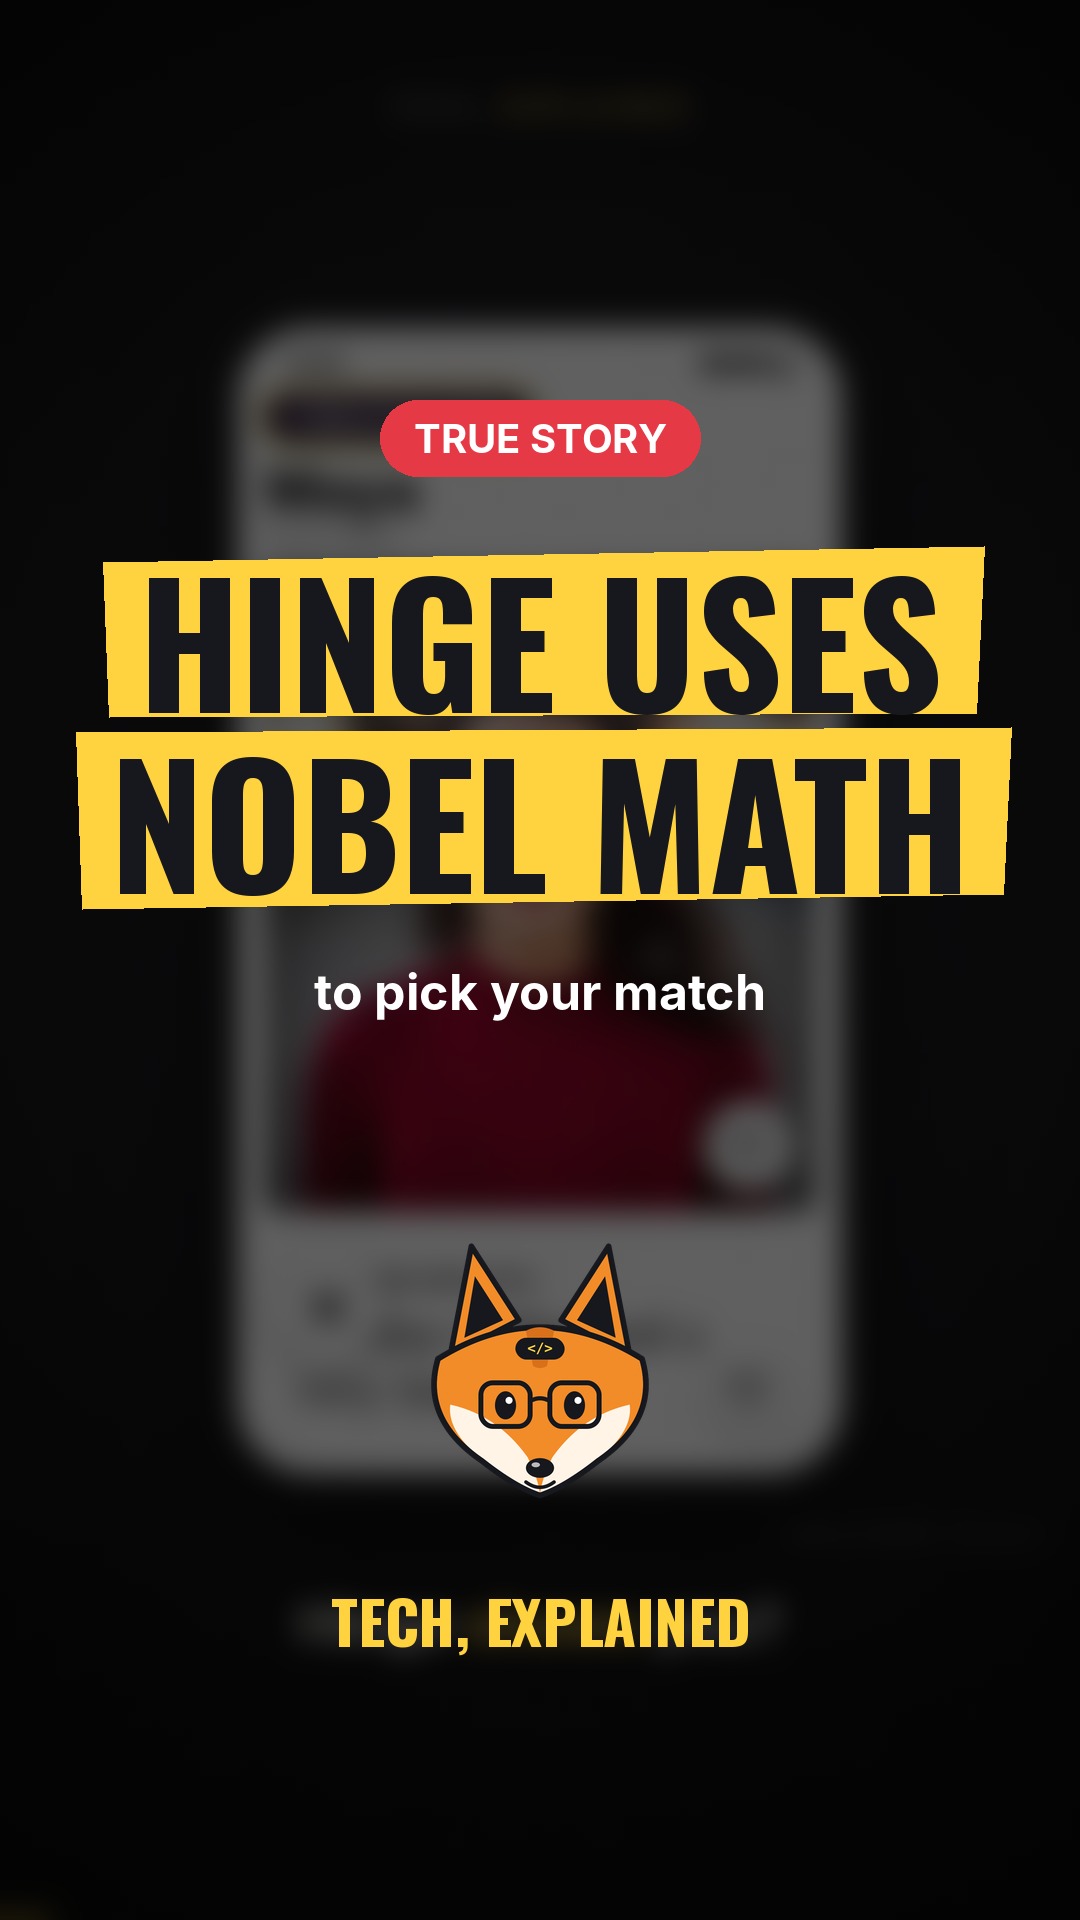 TRUE STORY
HINGE USES
NOBEL MATH
to pick your match
</>
TECH, EXPLAINED